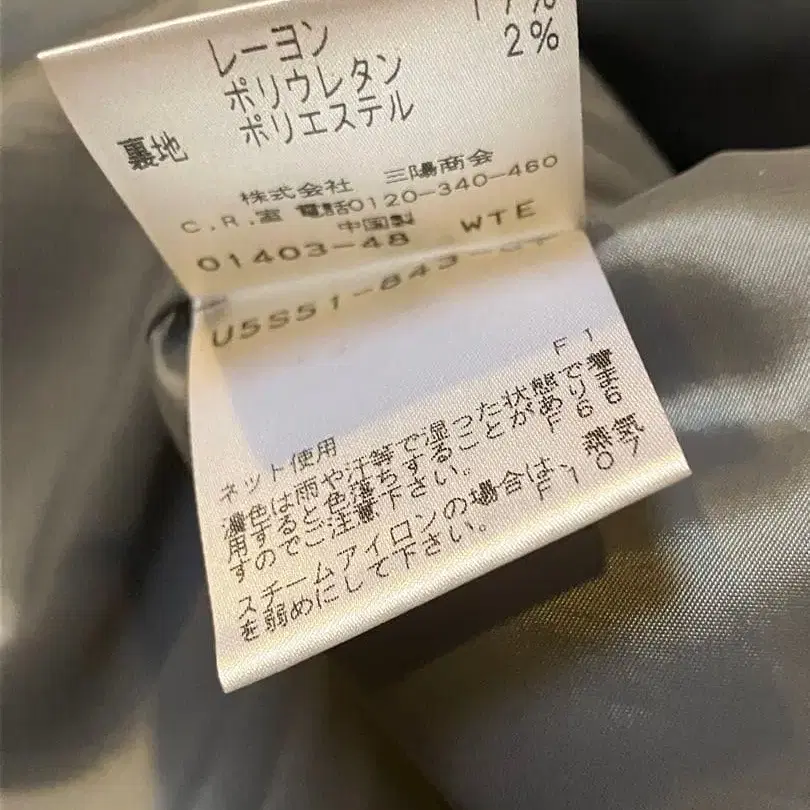 レーヨン
ポリウレタン 2%
裏地 ポリエステル
株式会社 三陽商会
C.R.室 電話0120-340-460
中国製
01403-48 WTE
U5S51-843-
ネット使用 F1
濃色は雨や汗等で湿った状態で着
用すると色落ちすることがありま
すのでご注意下さい。 F66
スチームアイロンの場合は、蒸気
を弱めにして下さい。 F107